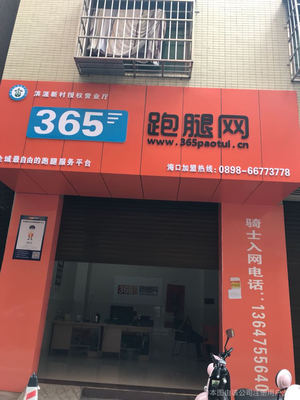 滨濂新村授权营业厅
365 跑腿网
www.365paotui.cn
全城最自由的跑腿服务平台
海口加盟热线: 0898-66773778
骑士入网电话:1364755640
365